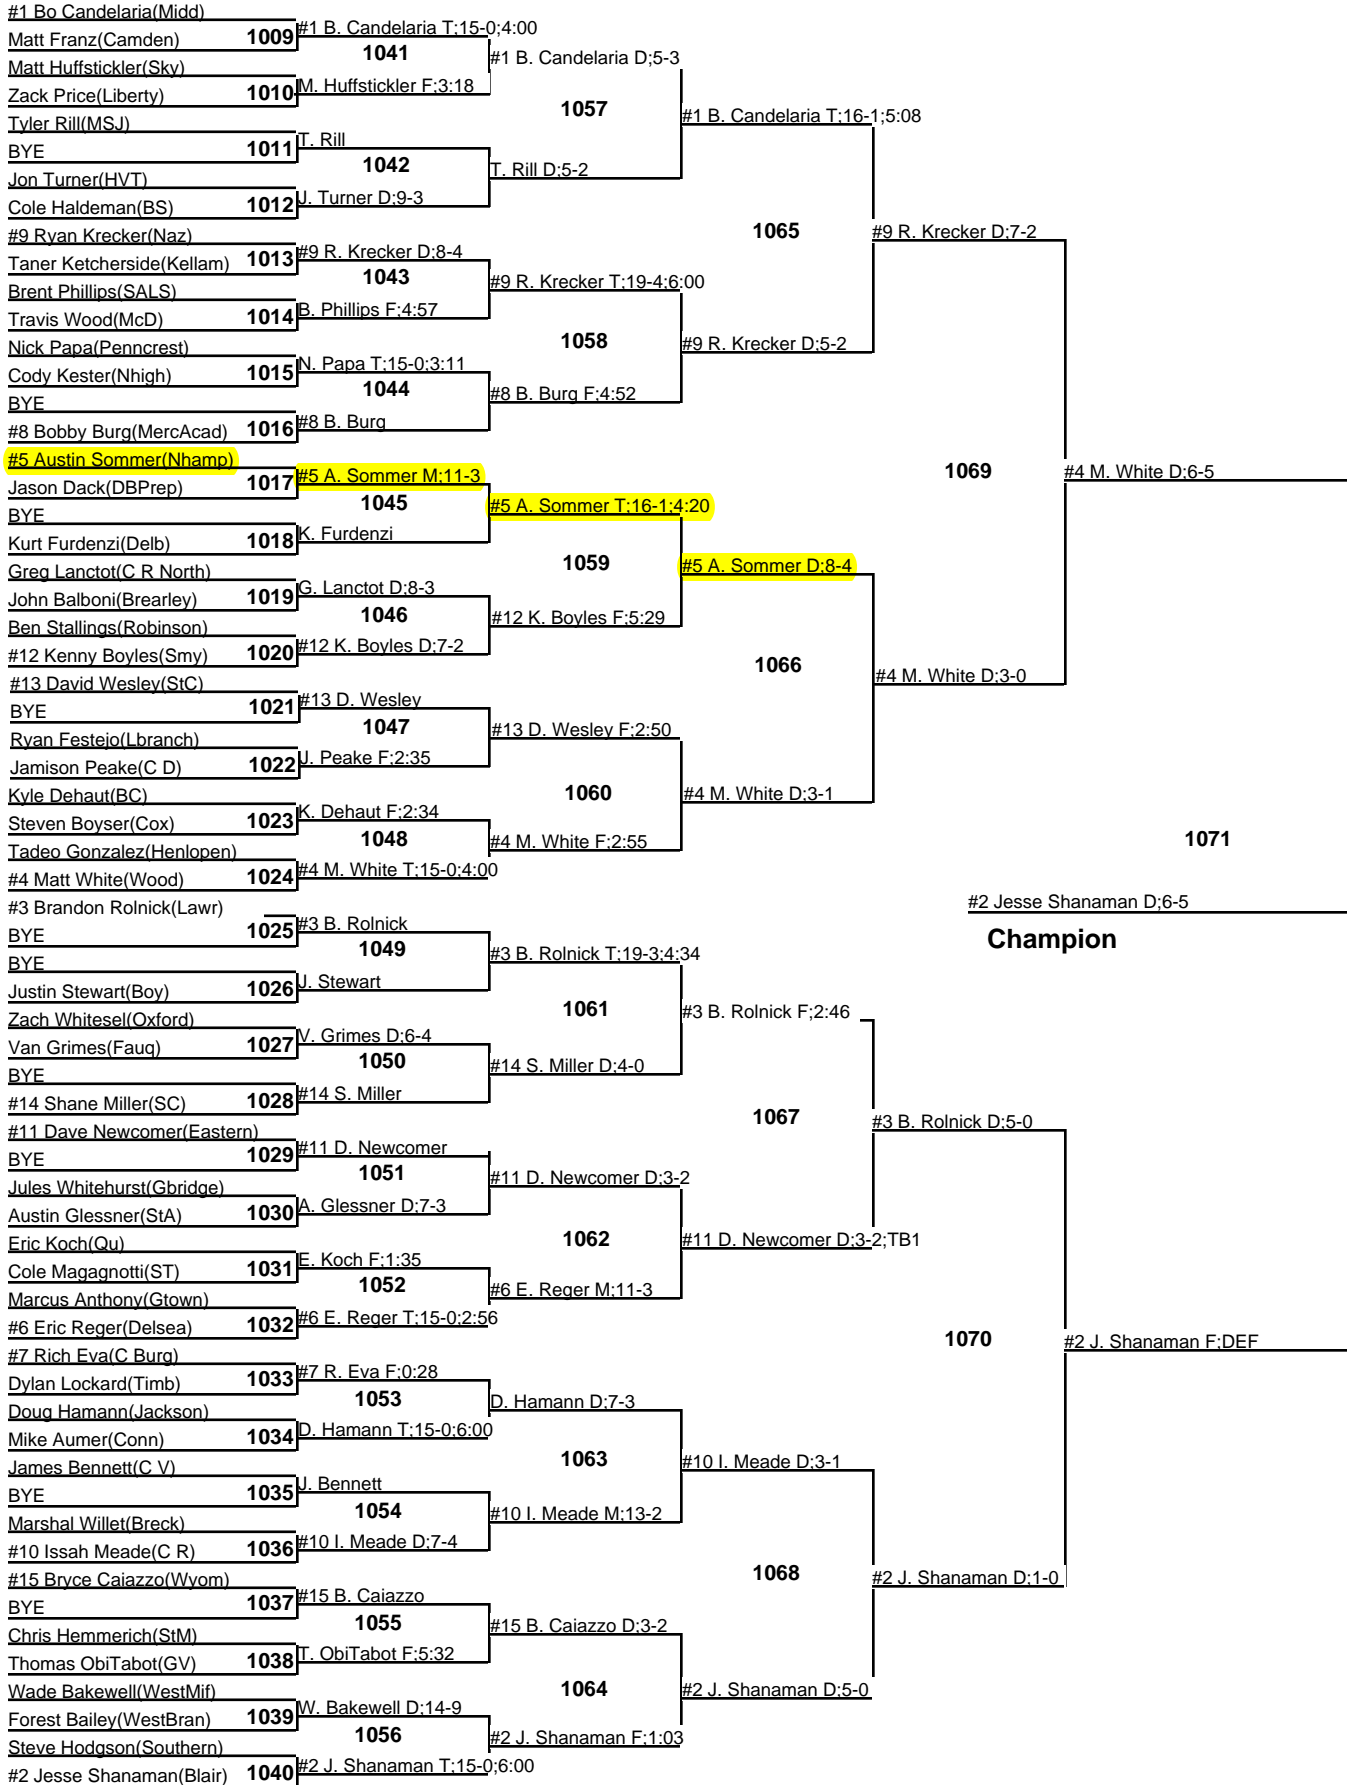 #1 Bo Candelaria(Midd)
Matt Franz(Camden)
1009
#1 B. Candelaria T;15-0;4:00
1041
#1 B. Candelaria D;5-3
Matt Huffstickler(Sky)
Zack Price(Liberty)
1010
M. Huffstickler F;3:18
1057
#1 B. Candelaria T;16-1;5:08
Tyler Rill(MSJ)
BYE
1011
T. Rill
1042
T. Rill D;5-2
Jon Turner(HVT)
Cole Haldeman(BS)
1012
J. Turner D;9-3
1065
#9 R. Krecker D;7-2
#9 Ryan Krecker(Naz)
Taner Ketcherside(Kellam)
1013
#9 R. Krecker D;8-4
1043
#9 R. Krecker T;19-4;6:00
Brent Phillips(SALS)
Travis Wood(McD)
1014
B. Phillips F;4:57
1058
#9 R. Krecker D;5-2
Nick Papa(Penncrest)
Cody Kester(Nhigh)
1015
N. Papa T;15-0;3:11
1044
#8 B. Burg F;4:52
BYE
#8 Bobby Burg(MercAcad)
1016
#8 B. Burg
1069
#4 M. White D;6-5
#5 Austin Sommer(Nhamp)
Jason Dack(DBPrep)
1017
#5 A. Sommer M;11-3
1045
#5 A. Sommer T;16-1;4:20
BYE
Kurt Furdenzi(Delb)
1018
K. Furdenzi
1059
#5 A. Sommer D;8-4
Greg Lanctot(C R North)
John Balboni(Brearley)
1019
G. Lanctot D;8-3
1046
#12 K. Boyles F;5:29
Ben Stallings(Robinson)
#12 Kenny Boyles(Smy)
1020
#12 K. Boyles D;7-2
1066
#4 M. White D;3-0
#13 David Wesley(StC)
BYE
1021
#13 D. Wesley
1047
#13 D. Wesley F;2:50
Ryan Festejo(Lbranch)
Jamison Peake(C D)
1022
J. Peake F;2:35
1060
#4 M. White D;3-1
Kyle Dehaut(BC)
Steven Boyser(Cox)
1023
K. Dehaut F;2:34
1048
#4 M. White F;2:55
Tadeo Gonzalez(Henlopen)
#4 Matt White(Wood)
1024
#4 M. White T;15-0;4:00
1071
#2 Jesse Shanaman D;6-5
Champion
#3 Brandon Rolnick(Lawr)
BYE
1025
#3 B. Rolnick
1049
#3 B. Rolnick T;19-3;4:34
BYE
Justin Stewart(Boy)
1026
J. Stewart
1061
#3 B. Rolnick F;2:46
Zach Whitesel(Oxford)
Van Grimes(Fauq)
1027
V. Grimes D;6-4
1050
#14 S. Miller D;4-0
BYE
#14 Shane Miller(SC)
1028
#14 S. Miller
1067
#3 B. Rolnick D;5-0
#11 Dave Newcomer(Eastern)
BYE
1029
#11 D. Newcomer
1051
#11 D. Newcomer D;3-2
Jules Whitehurst(Gbridge)
Austin Glessner(StA)
1030
A. Glessner D;7-3
1062
#11 D. Newcomer D;3-2;TB1
Eric Koch(Qu)
Cole Magagnotti(ST)
1031
E. Koch F;1:35
1052
#6 E. Reger M;11-3
Marcus Anthony(Gtown)
#6 Eric Reger(Delsea)
1032
#6 E. Reger T;15-0;2:56
1070
#2 J. Shanaman F;DEF
#7 Rich Eva(C Burg)
Dylan Lockard(Timb)
1033
#7 R. Eva F;0:28
1053
D. Hamann D;7-3
Doug Hamann(Jackson)
Mike Aumer(Conn)
1034
D. Hamann T;15-0;6:00
1063
#10 I. Meade D;3-1
James Bennett(C V)
BYE
1035
J. Bennett
1054
#10 I. Meade M;13-2
Marshal Willet(Breck)
#10 Issah Meade(C R)
1036
#10 I. Meade D;7-4
1068
#2 J. Shanaman D;1-0
#15 Bryce Caiazzo(Wyom)
BYE
1037
#15 B. Caiazzo
1055
#15 B. Caiazzo D;3-2
Chris Hemmerich(StM)
Thomas ObiTabot(GV)
1038
T. ObiTabot F;5:32
1064
#2 J. Shanaman D;5-0
Wade Bakewell(WestMif)
Forest Bailey(WestBran)
1039
W. Bakewell D;14-9
1056
#2 J. Shanaman F;1:03
Steve Hodgson(Southern)
#2 Jesse Shanaman(Blair)
1040
#2 J. Shanaman T;15-0;6:00